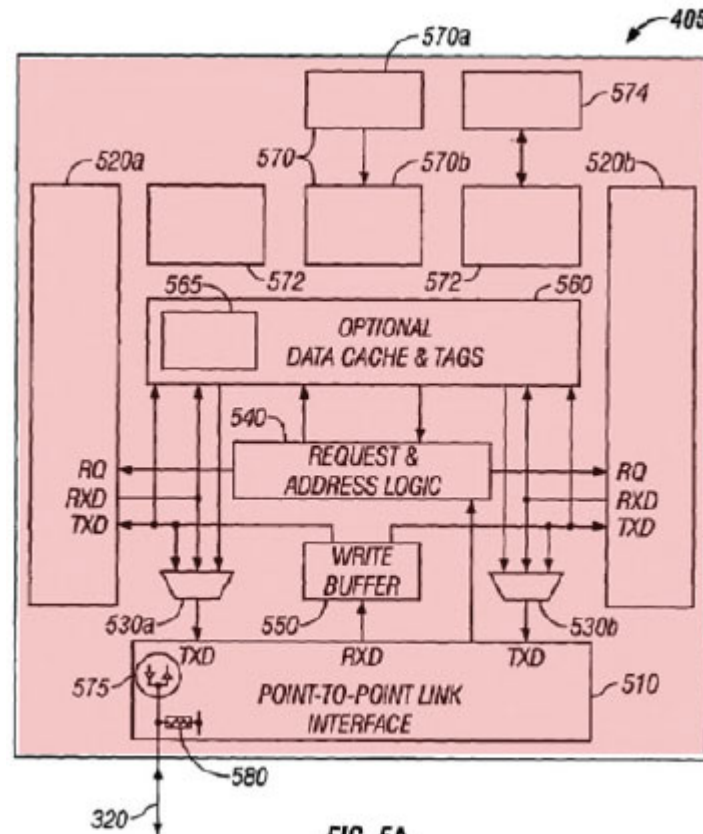 405
570a
574
520a
570
570b
520b
572
572
565
560
OPTIONAL
DATA CACHE & TAGS
540
REQUEST &
ADDRESS LOGIC
RQ
RXD
TXD
RQ
RXD
TXD
WRITE
BUFFER
530a
550
530b
TXD
RXD
TXD
575
POINT-TO-POINT LINK
INTERFACE
510
580
320
FIG. 5A